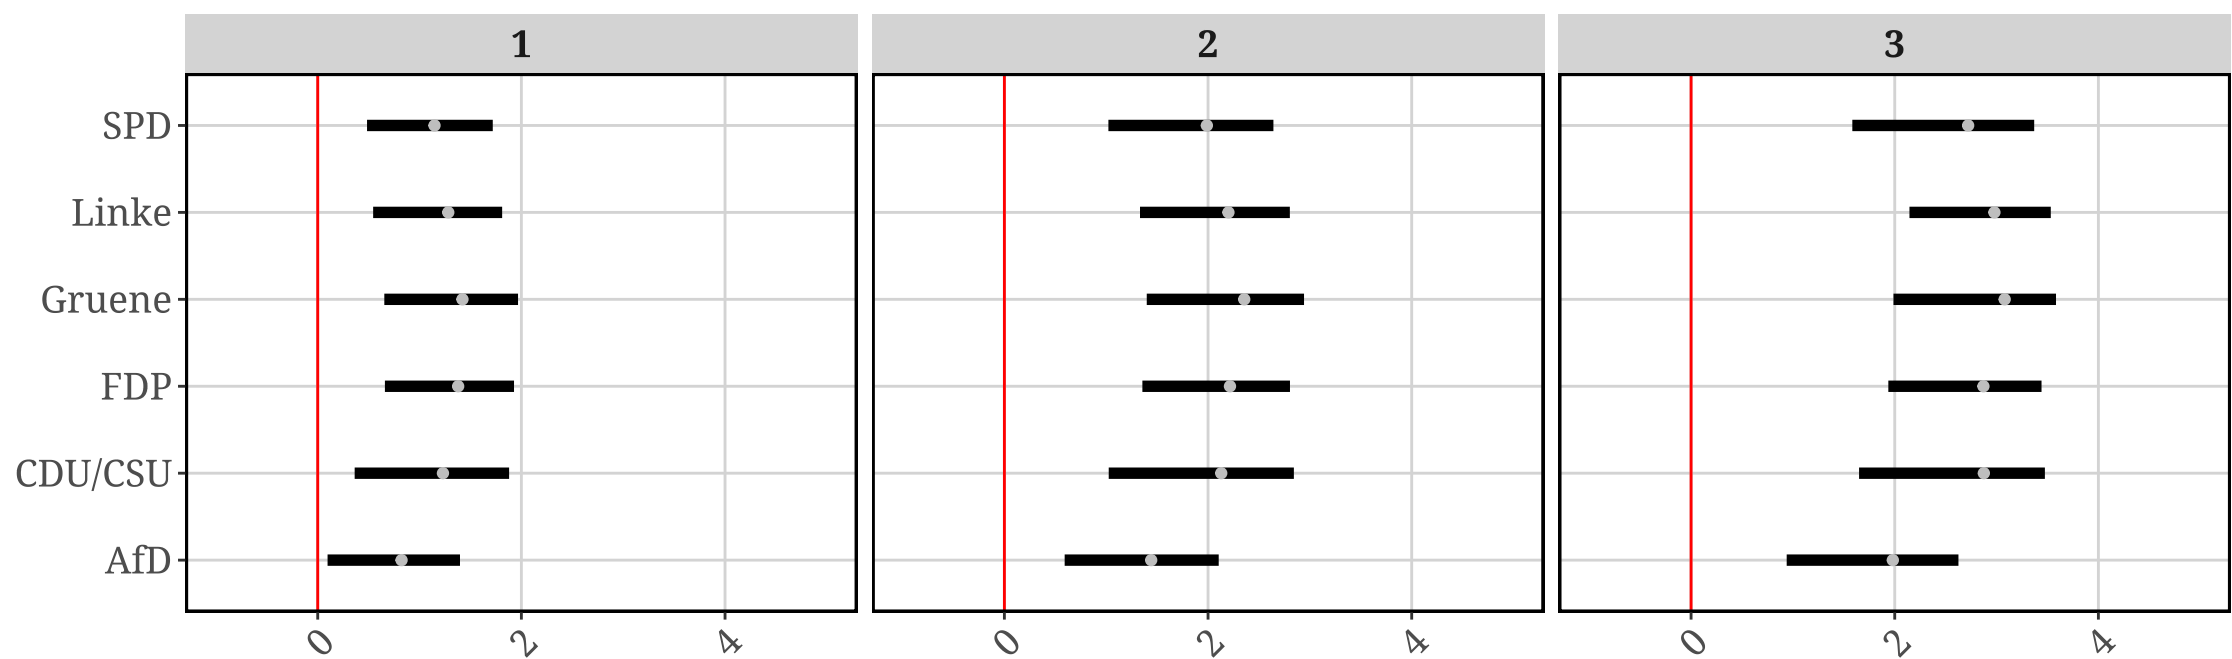 1 2 3
SPD
Linke
Gruene
FDP
CDU/CSU
AfD
0 2 4 0 2 4 0 2 4